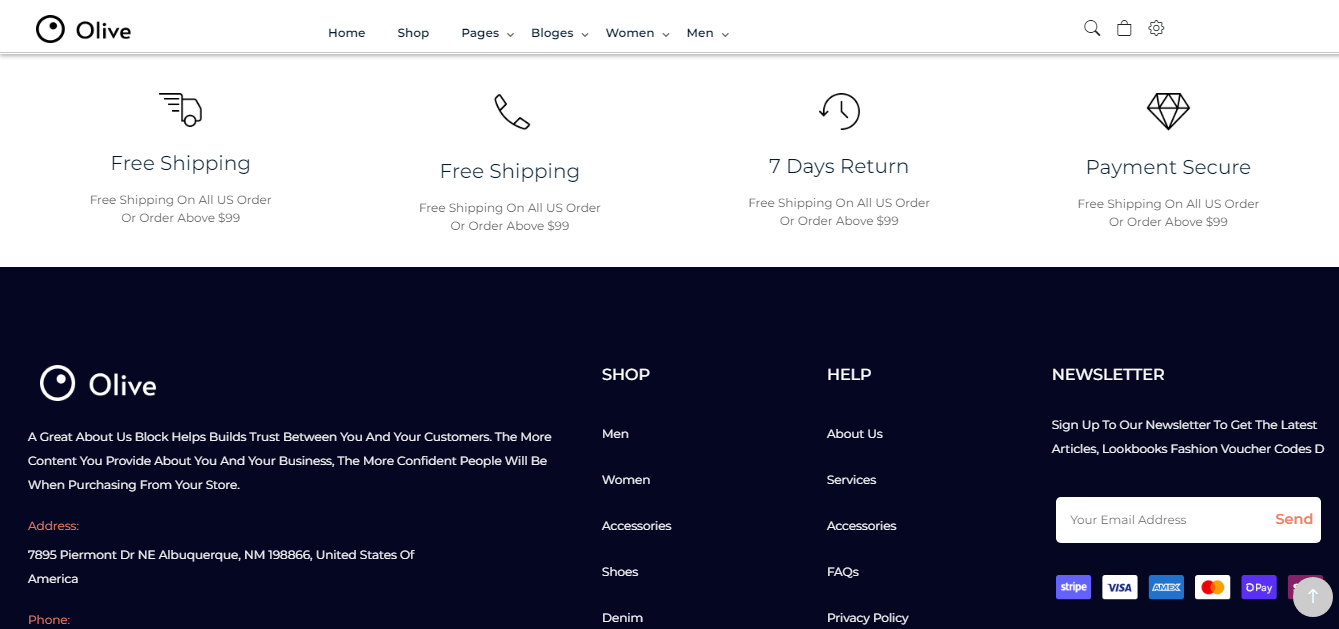 Olive
Home Shop Pages Bloges Women Men
Free Shipping
Free Shipping On All US Order
Or Order Above $99
Free Shipping
Free Shipping On All US Order
Or Order Above $99
7 Days Return
Free Shipping On All US Order
Or Order Above $99
Payment Secure
Free Shipping On All US Order
Or Order Above $99
Olive
A Great About Us Block Helps Builds Trust Between You And Your Customers. The More
Content You Provide About You And Your Business, The More Confident People Will Be
When Purchasing From Your Store.
Address:
7895 Piermont Dr NE Albuquerque, NM 198866, United States Of
America
Phone:
SHOP
Men
Women
Accessories
Shoes
Denim
HELP
About Us
Services
Accessories
FAQs
Privacy Policy
NEWSLETTER
Sign Up To Our Newsletter To Get The Latest
Articles, Lookbooks Fashion Voucher Codes D
Your Email Address Send
stripe VISA AMEX Pay